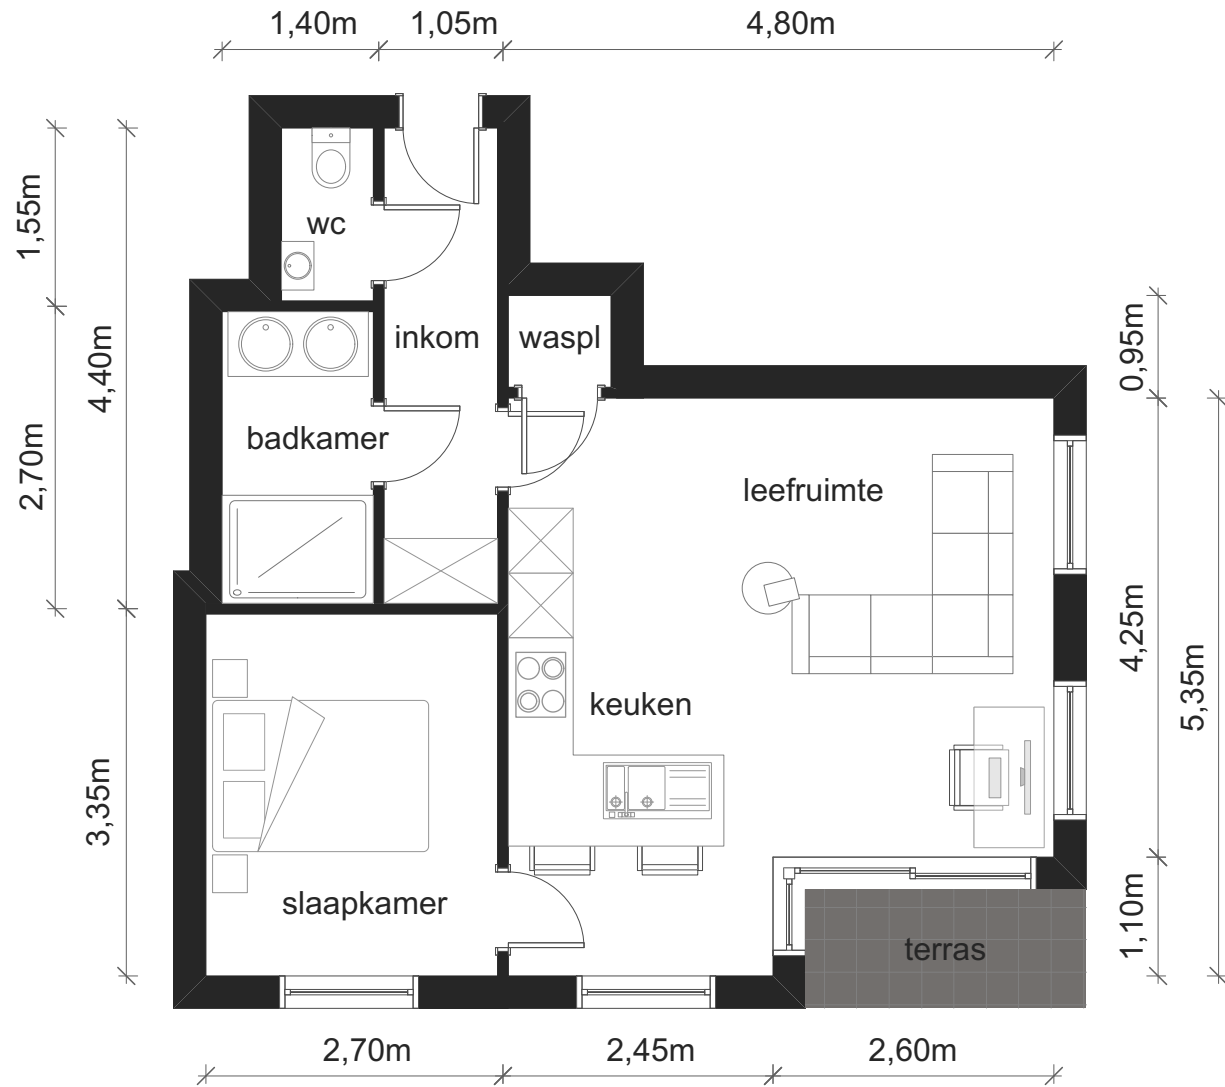 1,40m 1,05m 4,80m
1,55m
4,40m
2,70m
3,35m
wc
inkom
waspl
badkamer
leefruimte
keuken
slaapkamer
terras
0,95m
4,25m
5,35m
1,10m
2,70m 2,45m 2,60m